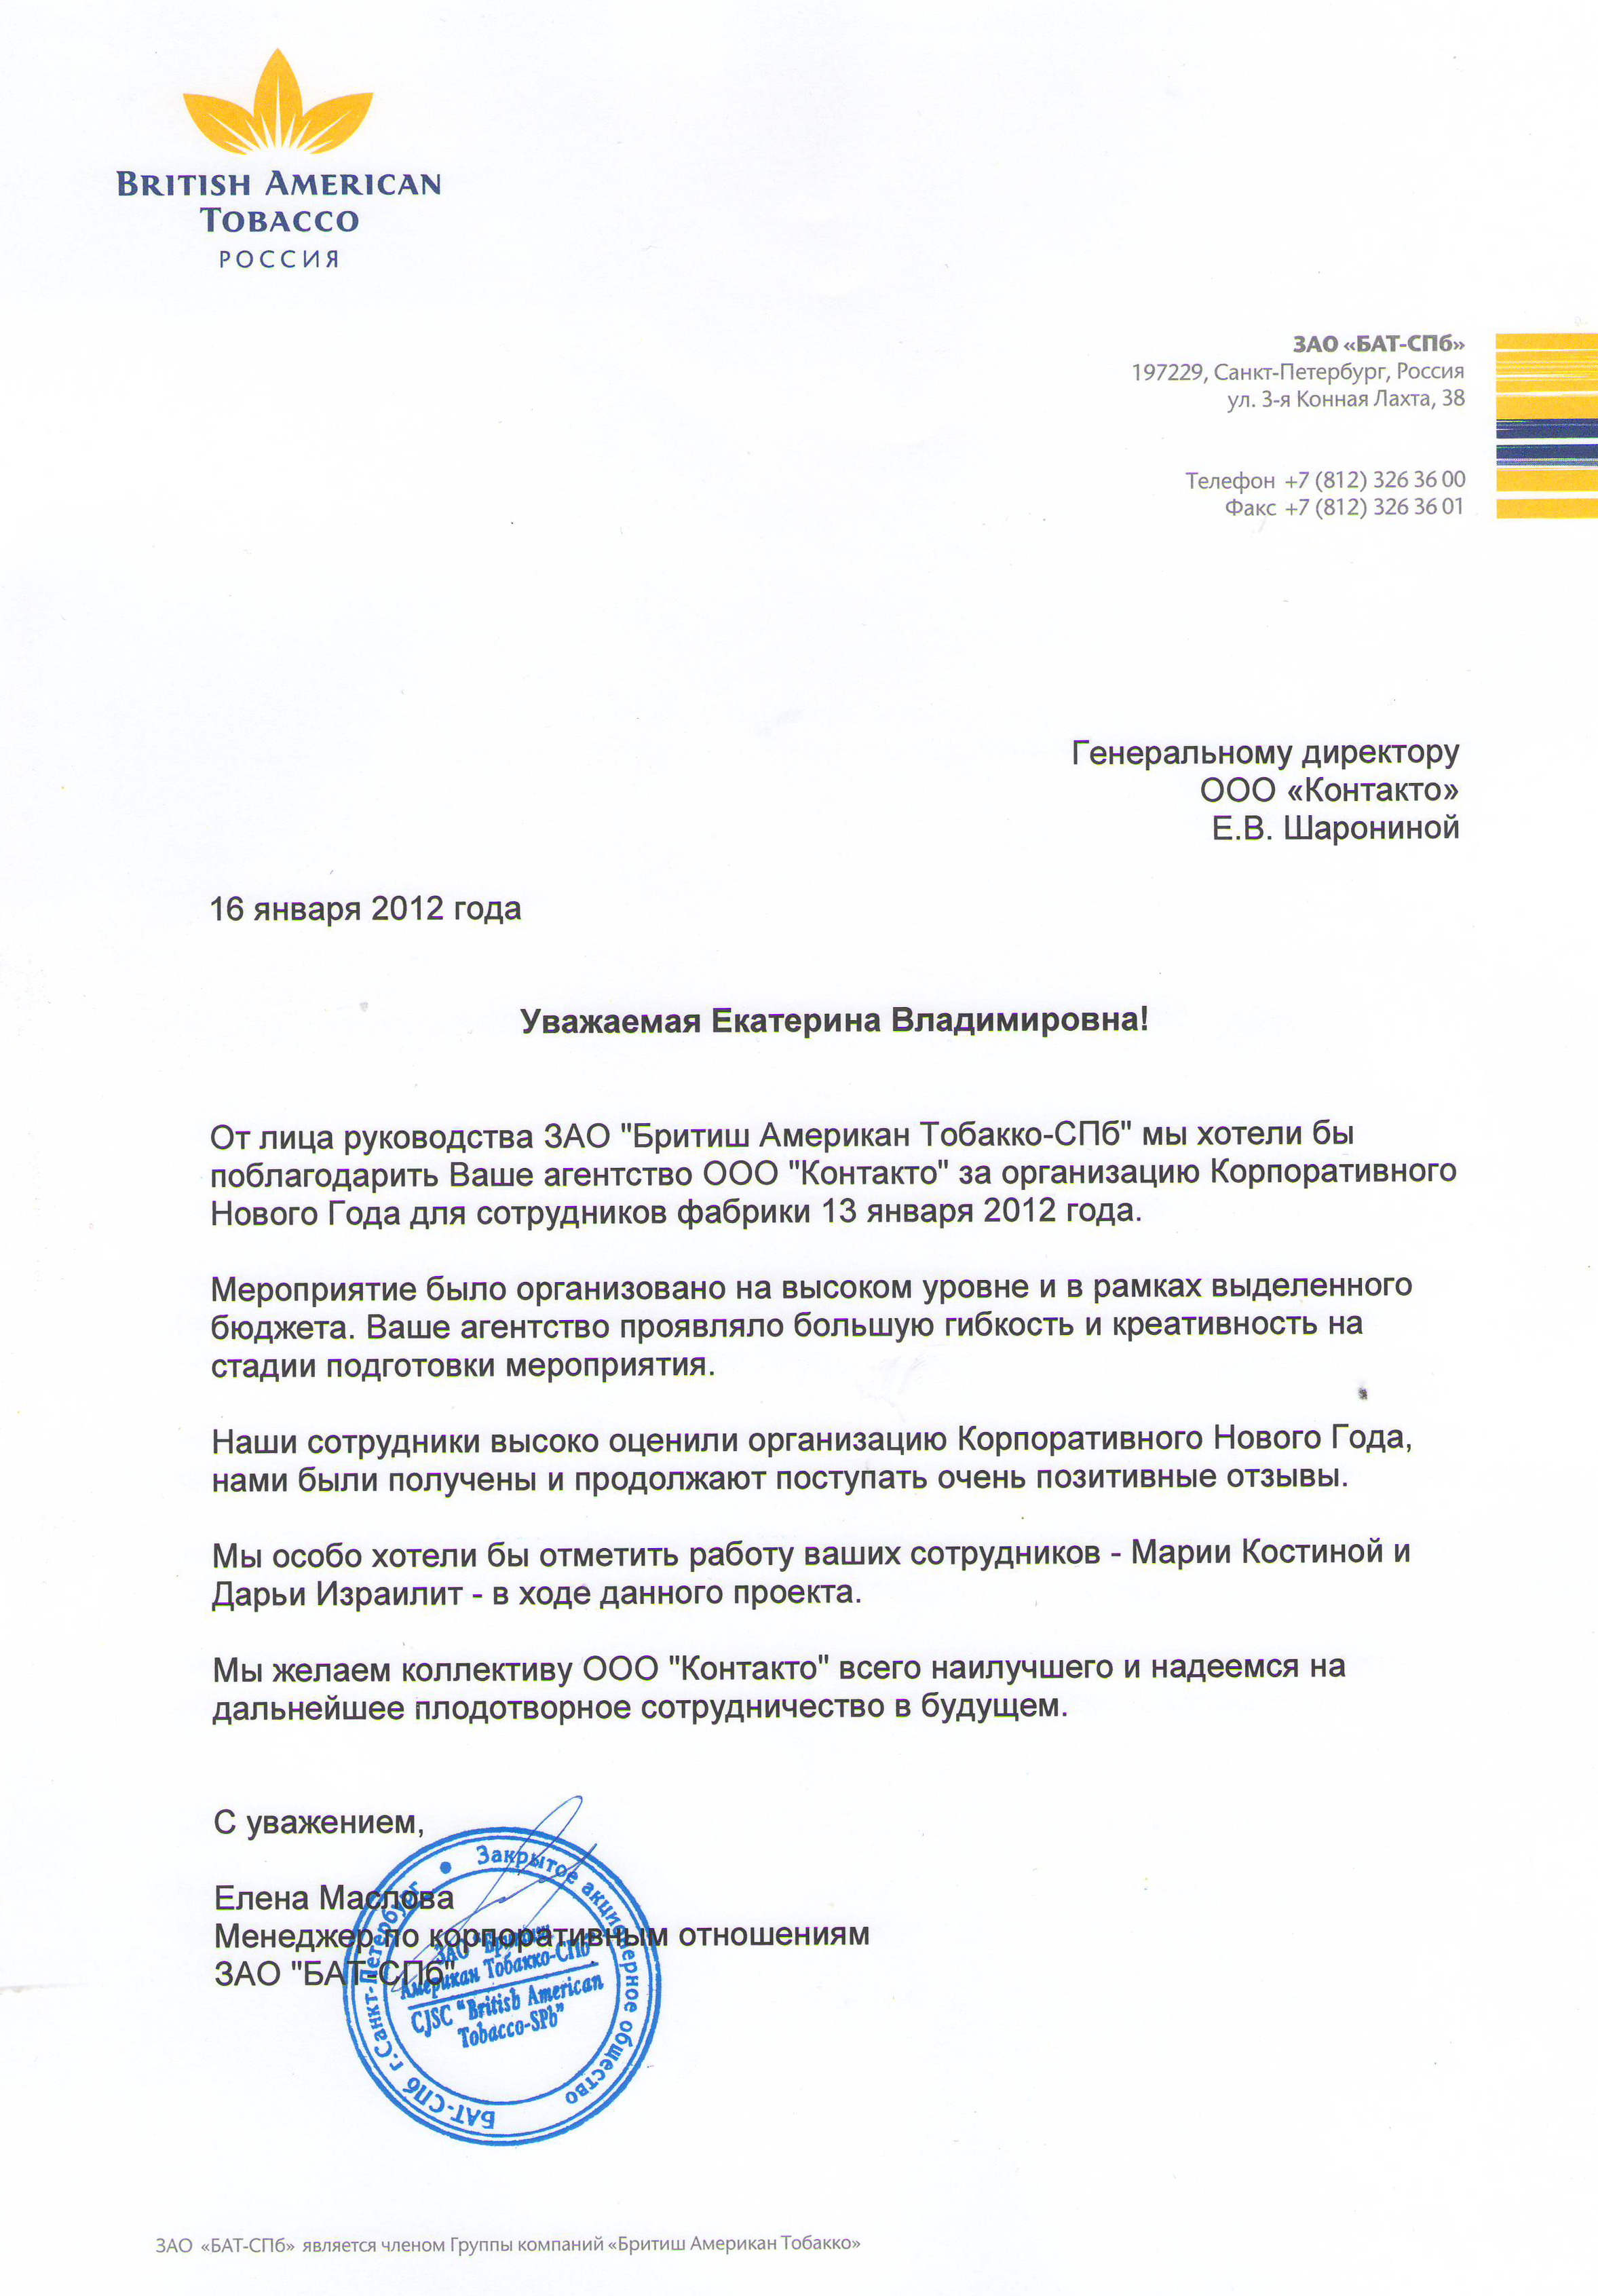 BRITISH AMERICAN
TOBACCO
РОССИЯ
ЗАО «БАТ-СПб»
197229, Санкт-Петербург, Россия
ул. 3-я Конная Лахта, 38
Телефон +7 (812) 326 36 00
Факс +7 (812) 326 36 01
Генеральному директору
ООО «Контакто»
Е.В. Шарониной
16 января 2012 года
Уважаемая Екатерина Владимировна!
От лица руководства ЗАО "Бритиш Американ Тобакко-СПб" мы хотели бы
поблагодарить Ваше агентство ООО "Контакто" за организацию Корпоративного
Нового Года для сотрудников фабрики 13 января 2012 года.
Мероприятие было организовано на высоком уровне и в рамках выделенного
бюджета. Ваше агентство проявляло большую гибкость и креативность на
стадии подготовки мероприятия.
Наши сотрудники высоко оценили организацию Корпоративного Нового Года,
нами были получены и продолжают поступать очень позитивные отзывы.
Мы особо хотели бы отметить работу ваших сотрудников - Марии Костиной и
Дарьи Израилит - в ходе данного проекта.
Мы желаем коллективу ООО "Контакто" всего наилучшего и надеемся на
дальнейшее плодотворное сотрудничество в будущем.
С уважением,
Елена Маслова
Менеджер по корпоративным отношениям
ЗАО "БАТ-СПб"
Закрытое акционерное общество
БАТ-СПб г.Санкт-Петербург
ЗАО "Бритиш
Американ Тобакко-СПб"
CJSC "British American
Tobacco-SPb"
ЗАО «БАТ-СПб» является членом Группы компаний «Бритиш Американ Тобакко»